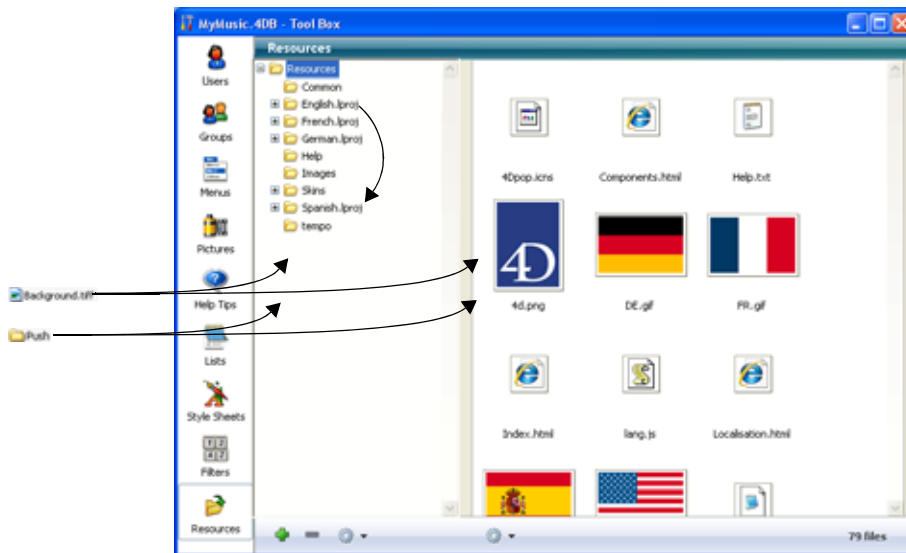 MyMusic.4DB - Tool Box
Resources
Users
Groups
Menus
Pictures
Help Tips
Lists
Style Sheets
Filters
Resources
Resources
Common
English.lproj
French.lproj
German.lproj
Help
Images
Skins
Spanish.lproj
tempo
Background.tiff
Push
4Dpop.icns
Components.html
Help.txt
4D
4d.png
DE.gif
FR.gif
Index.html
lang.js
Localisation.html
79 files